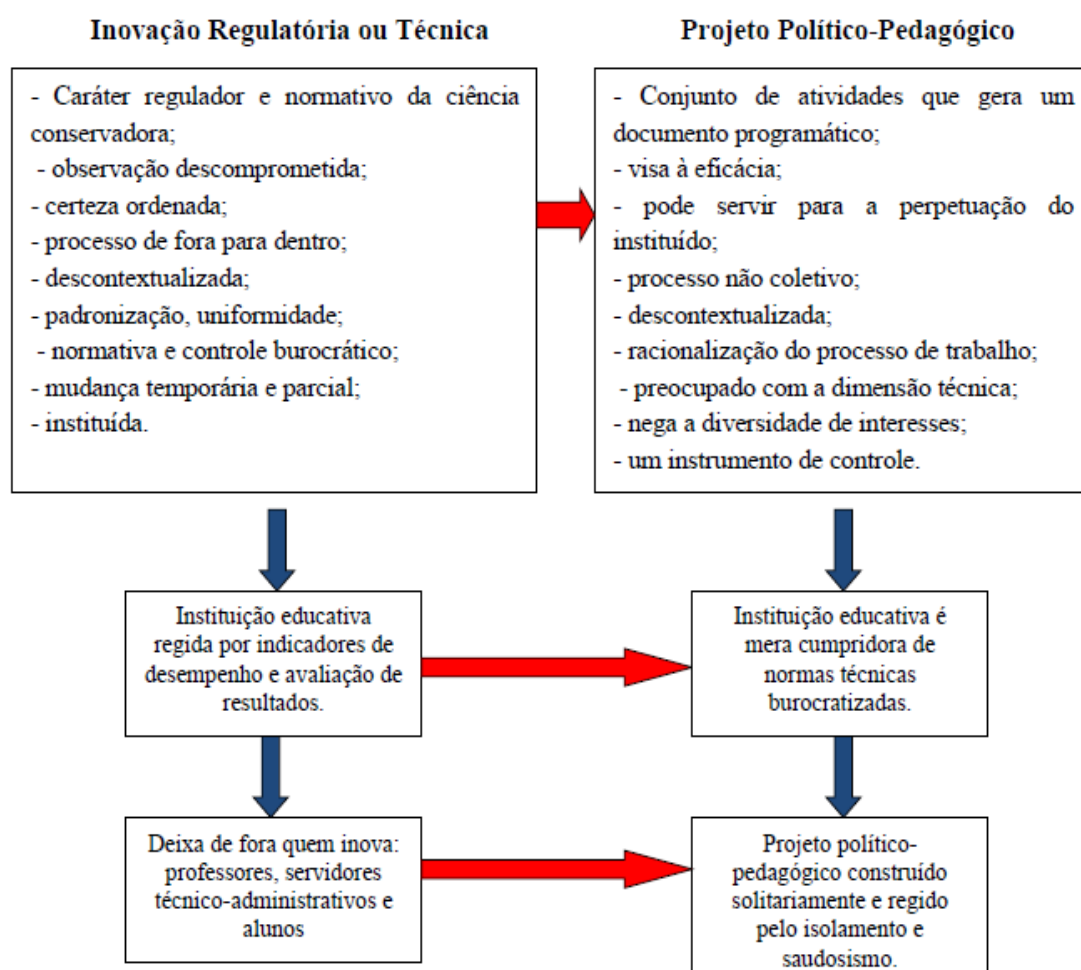 Inovação Regulatória ou Técnica
- Caráter regulador e normativo da ciência
conservadora;
- observação descomprometida;
- certeza ordenada;
- processo de fora para dentro;
- descontextualizada;
- padronização, uniformidade;
- normativa e controle burocrático;
- mudança temporária e parcial;
- instituída.
Projeto Político-Pedagógico
- Conjunto de atividades que gera um
documento programático;
- visa à eficácia;
- pode servir para a perpetuação do
instituído;
- processo não coletivo;
- descontextualizada;
- racionalização do processo de trabalho;
- preocupado com a dimensão técnica;
- nega a diversidade de interesses;
- um instrumento de controle.
Instituição educativa
regida por indicadores de
desempenho e avaliação de
resultados.
Instituição educativa é
mera cumpridora de
normas técnicas
burocratizadas.
Deixa de fora quem inova:
professores, servidores
técnico-administrativos e
alunos
Projeto político-
pedagógico construído
solitariamente e regido
pelo isolamento e
saudosismo.